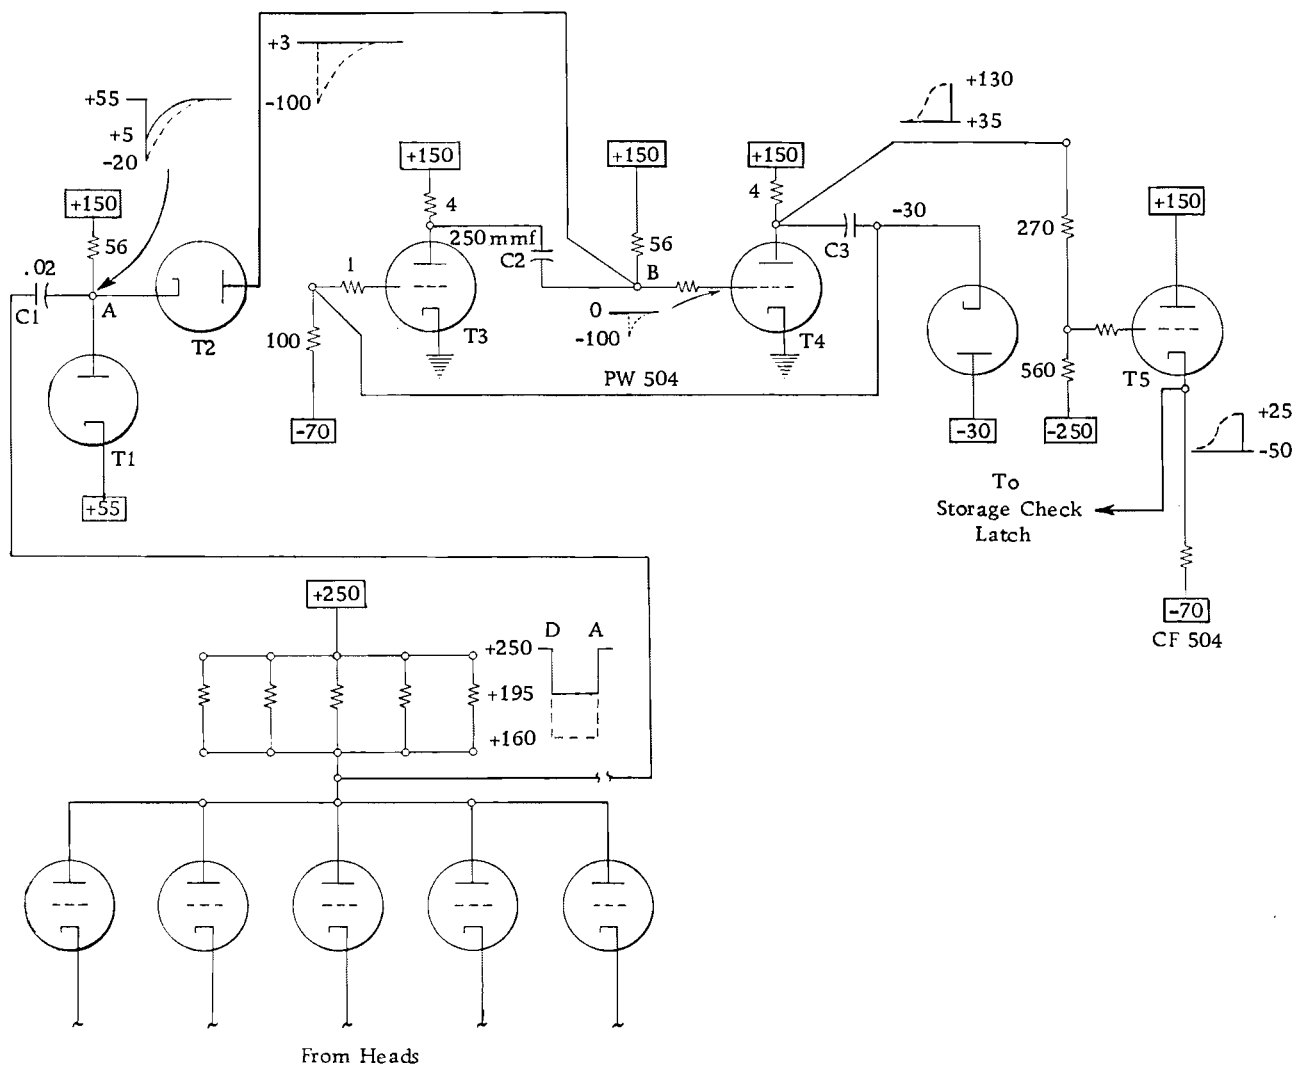 +3
-100
+55
+5
-20
+130
+35
+150
4
+150
+150
4
-30
+150
+150
56
.02
C1
A
T2
250 mmf
C2
56
B
C3
270
1
0
-100
100
T3
T4
560
T5
PW 504
-70
-30
-250
+25
-50
T1
+55
To
Storage Check
Latch
-70
CF 504
+250
D A
+250
+195
+160
From Heads